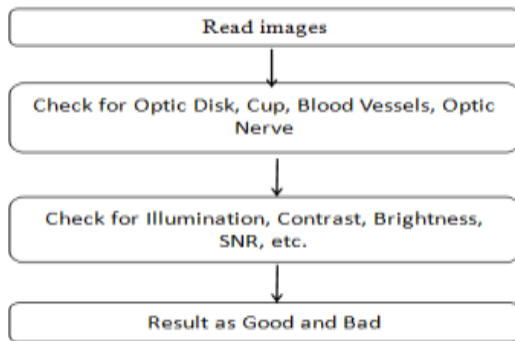 Read images
Check for Optic Disk, Cup, Blood Vessels, Optic
Nerve
Check for Illumination, Contrast, Brightness,
SNR, etc.
Result as Good and Bad